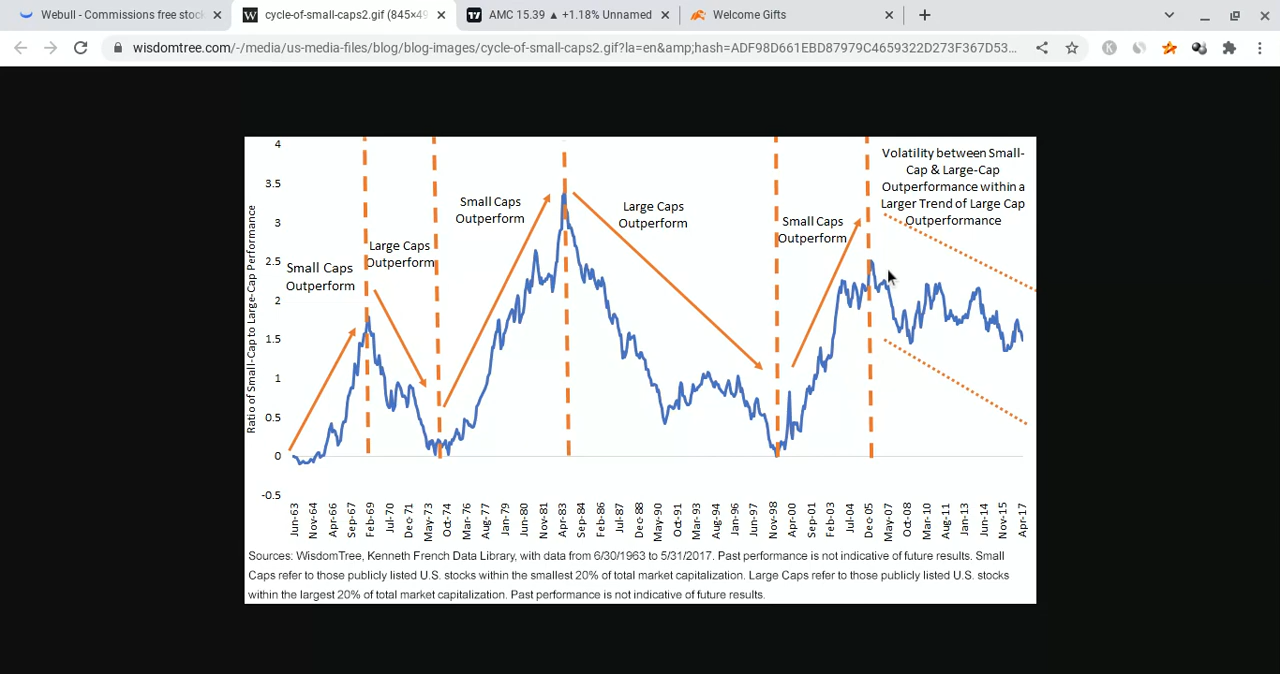 Webull - Commissions free stoc
cycle-of-small-caps2.gif (845×49
AMC 15.39 ▲ +1.18% Unnamed
Welcome Gifts
wisdomtree.com/-/media/us-media-files/blog/blog-images/cycle-of-small-caps2.gif?la=en&amp;hash=ADF98D661EBD87979C4659322D273F367D53...
Ratio of Small-Cap to Large-Cap Performance
4
3.5
3
2.5
2
1.5
1
0.5
0
-0.5
Small Caps
Outperform
Large Caps
Outperform
Small Caps
Outperform
Large Caps
Outperform
Small Caps
Outperform
Volatility between Small-
Cap & Large-Cap
Outperformance within a
Larger Trend of Large Cap
Outperformance
Jun-63
Nov-64
Apr-66
Sep-67
Feb-69
Jul-70
Dec-71
May-73
Oct-74
Mar-76
Aug-77
Jan-79
Jun-80
Nov-81
Apr-83
Sep-84
Feb-86
Jul-87
Dec-88
May-90
Oct-91
Mar-93
Aug-94
Jan-96
Jun-97
Nov-98
Apr-00
Sep-01
Feb-03
Jul-04
Dec-05
May-07
Oct-08
Mar-10
Aug-11
Jan-13
Jun-14
Nov-15
Apr-17
Sources: WisdomTree, Kenneth French Data Library, with data from 6/30/1963 to 5/31/2017. Past performance is not indicative of future results. Small
Caps refer to those publicly listed U.S. stocks within the smallest 20% of total market capitalization. Large Caps refer to those publicly listed U.S. stocks
within the largest 20% of total market capitalization. Past performance is not indicative of future results.